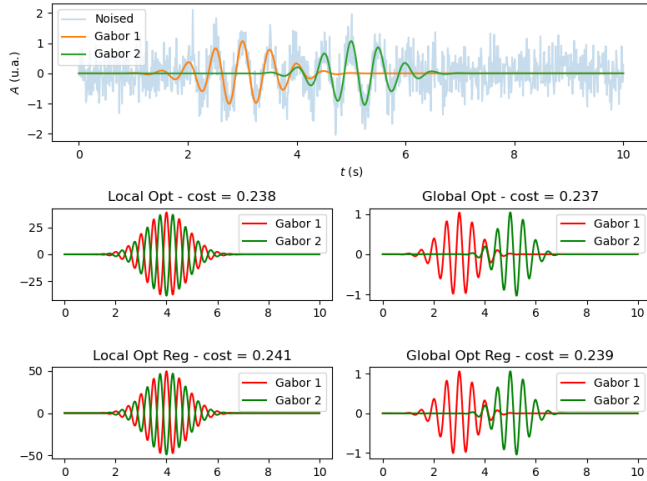 2
1
0
-1
-2
A (u.a.)
Noised
Gabor 1
Gabor 2
0 2 4 6 8 10
t (s)
Local Opt - cost = 0.238
25
0
-25
Gabor 1
Gabor 2
0 2 4 6 8 10
Global Opt - cost = 0.237
1
0
-1
Gabor 1
Gabor 2
0 2 4 6 8 10
Local Opt Reg - cost = 0.241
50
0
-50
Gabor 1
Gabor 2
0 2 4 6 8 10
Global Opt Reg - cost = 0.239
1
0
-1
Gabor 1
Gabor 2
0 2 4 6 8 10